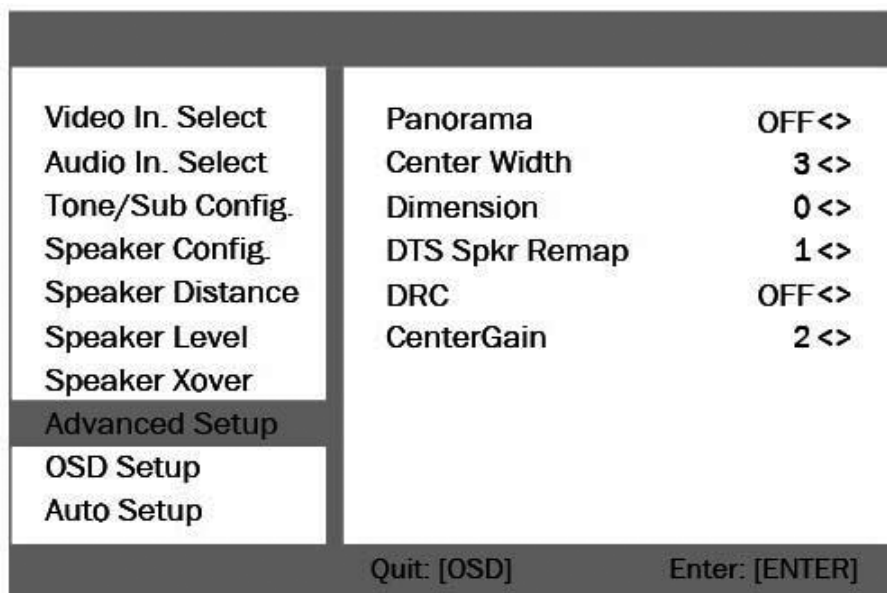 Video In. Select
Audio In. Select
Tone/Sub Config.
Speaker Config.
Speaker Distance
Speaker Level
Speaker Xover
Advanced Setup
OSD Setup
Auto Setup
Panorama OFF<>
Center Width 3<>
Dimension 0<>
DTS Spkr Remap 1<>
DRC OFF<>
CenterGain 2<>
Quit: [OSD] Enter: [ENTER]